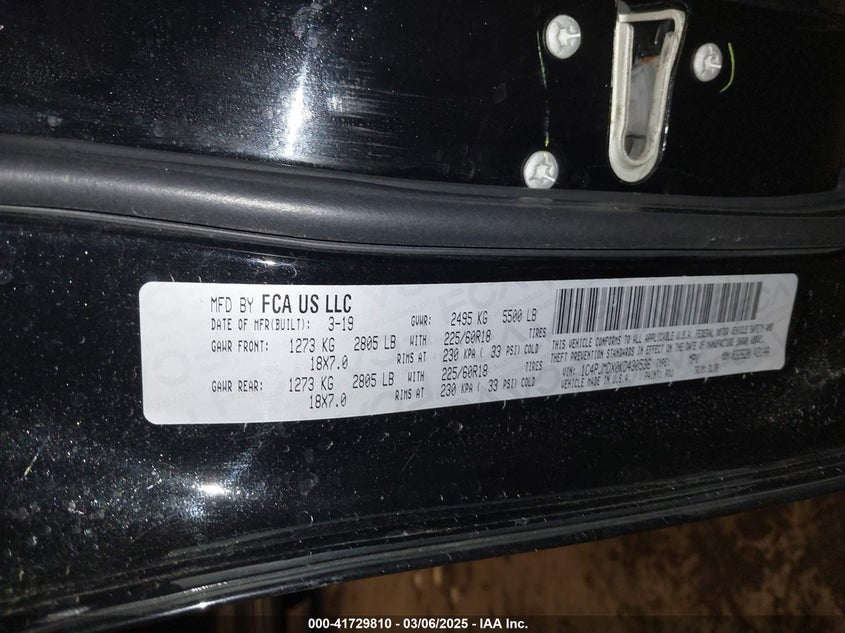 MFD BY FCA US LLC
DATE OF MFR(BUILT): 3-19 GVWR: 2495 KG 5500 LB
GAWR FRONT: 1273 KG 2805 LB WITH 225/60R18 TIRES
18X7.0 RIMS AT 230 KPA ( 33 PSI) COLD
GAWR REAR: 1273 KG 2805 LB WITH 225/60R18 TIRES
18X7.0 RIMS AT 230 KPA ( 33 PSI) COLD
THIS VEHICLE CONFORMS TO ALL APPLICABLE U.S.A. FEDERAL MOTOR VEHICLE SAFETY AND
THEFT PREVENTION STANDARDS IN EFFECT ON THE DATE OF MANUFACTURE SHOWN ABOVE.
VIN: TYPE: MPV
VEHICLE MADE IN U.S.A. PAINT: TRIM:
000-41729810 - 03/06/2025 - IAA Inc.